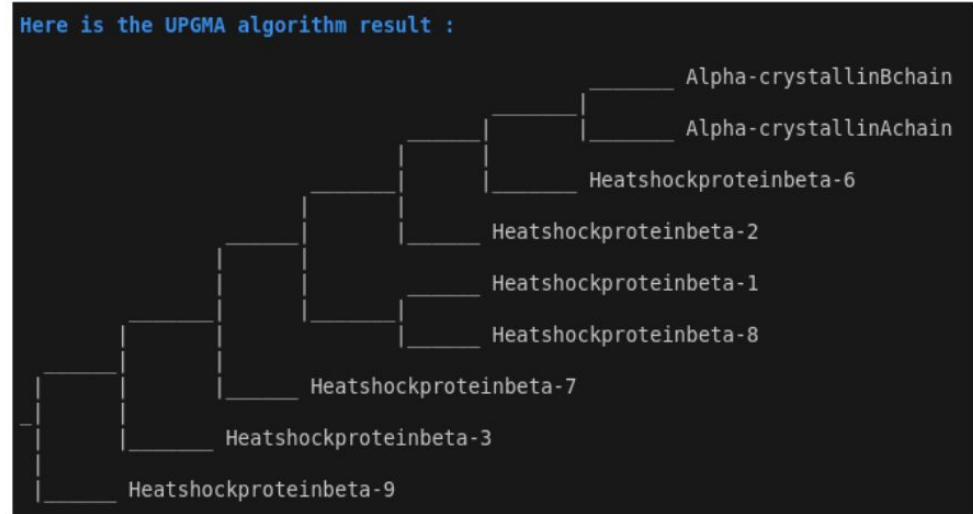 Here is the UPGMA algorithm result :
Alpha-crystallinBchain
Alpha-crystallinAchain
Heatshockproteinbeta-6
Heatshockproteinbeta-2
Heatshockproteinbeta-1
Heatshockproteinbeta-8
Heatshockproteinbeta-7
Heatshockproteinbeta-3
Heatshockproteinbeta-9